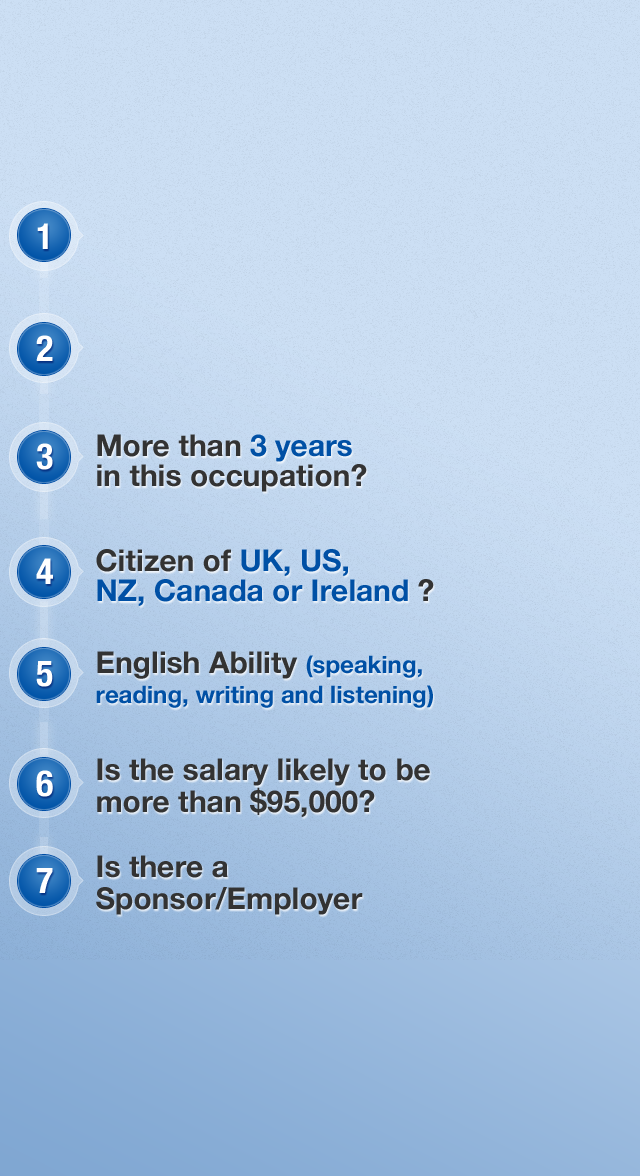 1
2
3
More than 3 years
in this occupation?
4
Citizen of UK, US,
NZ, Canada or Ireland ?
5
English Ability (speaking,
reading, writing and listening)
6
Is the salary likely to be
more than $95,000?
7
Is there a
Sponsor/Employer